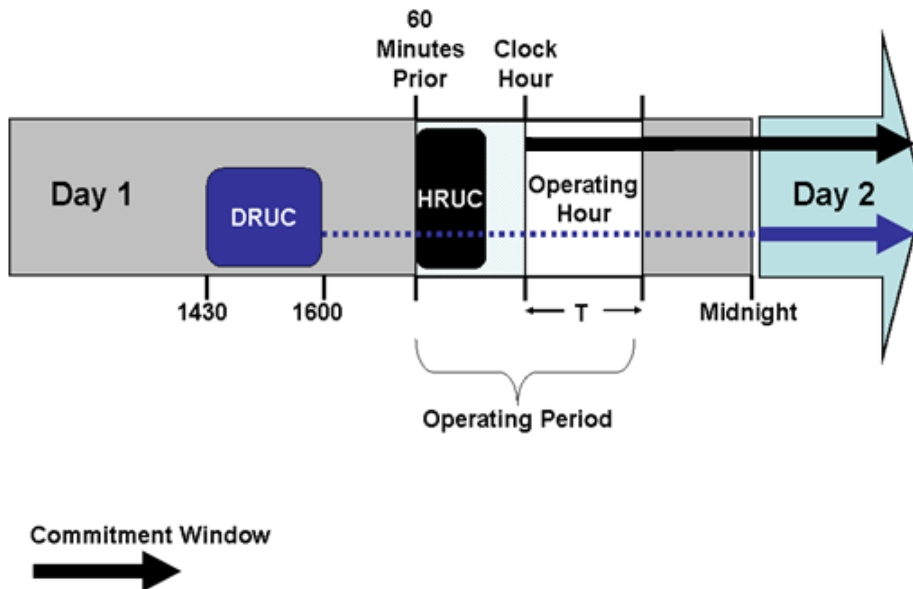 60
Minutes
Prior
Clock
Hour
Day 1
DRUC
HRUC
Operating
Hour
Day 2
1430
1600
T
Midnight
Operating Period
Commitment Window